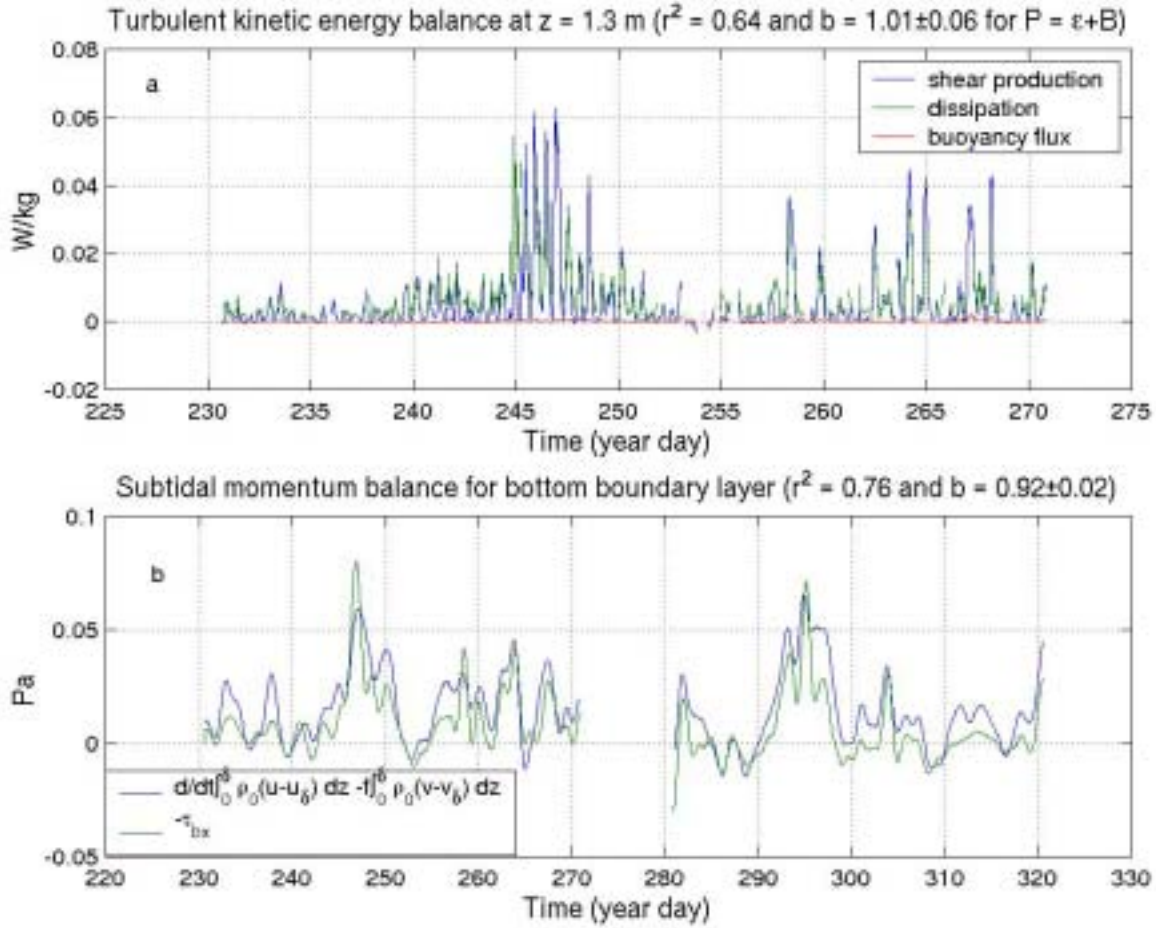 Turbulent kinetic energy balance at z = 1.3 m (r² = 0.64 and b = 1.01±0.06 for P = ε+B)
0.08
a
shear production
dissipation
buoyancy flux
0.06
0.04
0.02
0
-0.02
W/kg
225 230 235 240 245 250 255 260 265 270 275
Time (year day)
Subtidal momentum balance for bottom boundary layer (r² = 0.76 and b = 0.92±0.02)
0.1
b
0.05
Pa
0
d/dt∫₀^δ ρ₀(u-u_δ) dz -f∫₀^δ ρ₀(v-v_δ) dz
-τ_bx
-0.05
220 230 240 250 260 270 280 290 300 310 320 330
Time (year day)